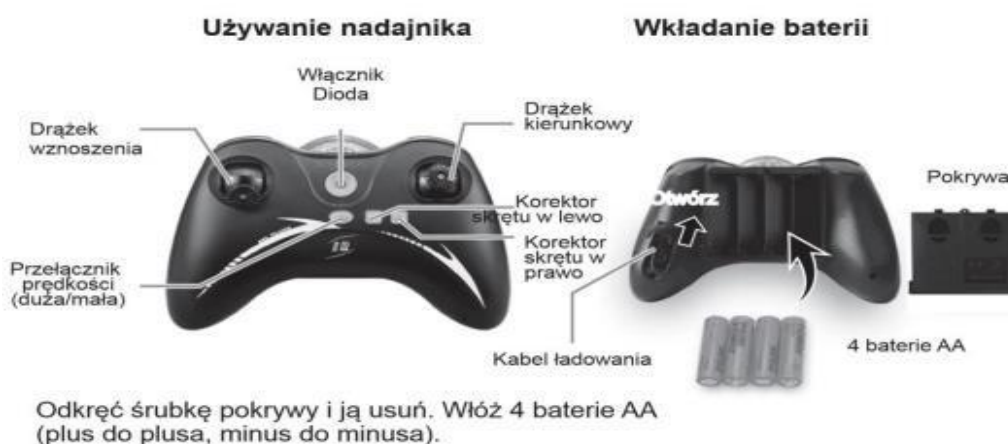 Używanie nadajnika
Włącznik
Dioda
Drążek
wznoszenia
Drążek
kierunkowy
Korektor
skrętu w lewo
Korektor
skrętu w
prawo
Przełącznik
prędkości
(duża/mała)
Wkładanie baterii
Otwórz
Pokrywa
Kabel ładowania
4 baterie AA
Odkręć śrubkę pokrywy i ją usuń. Włóż 4 baterie AA
(plus do plusa, minus do minusa).